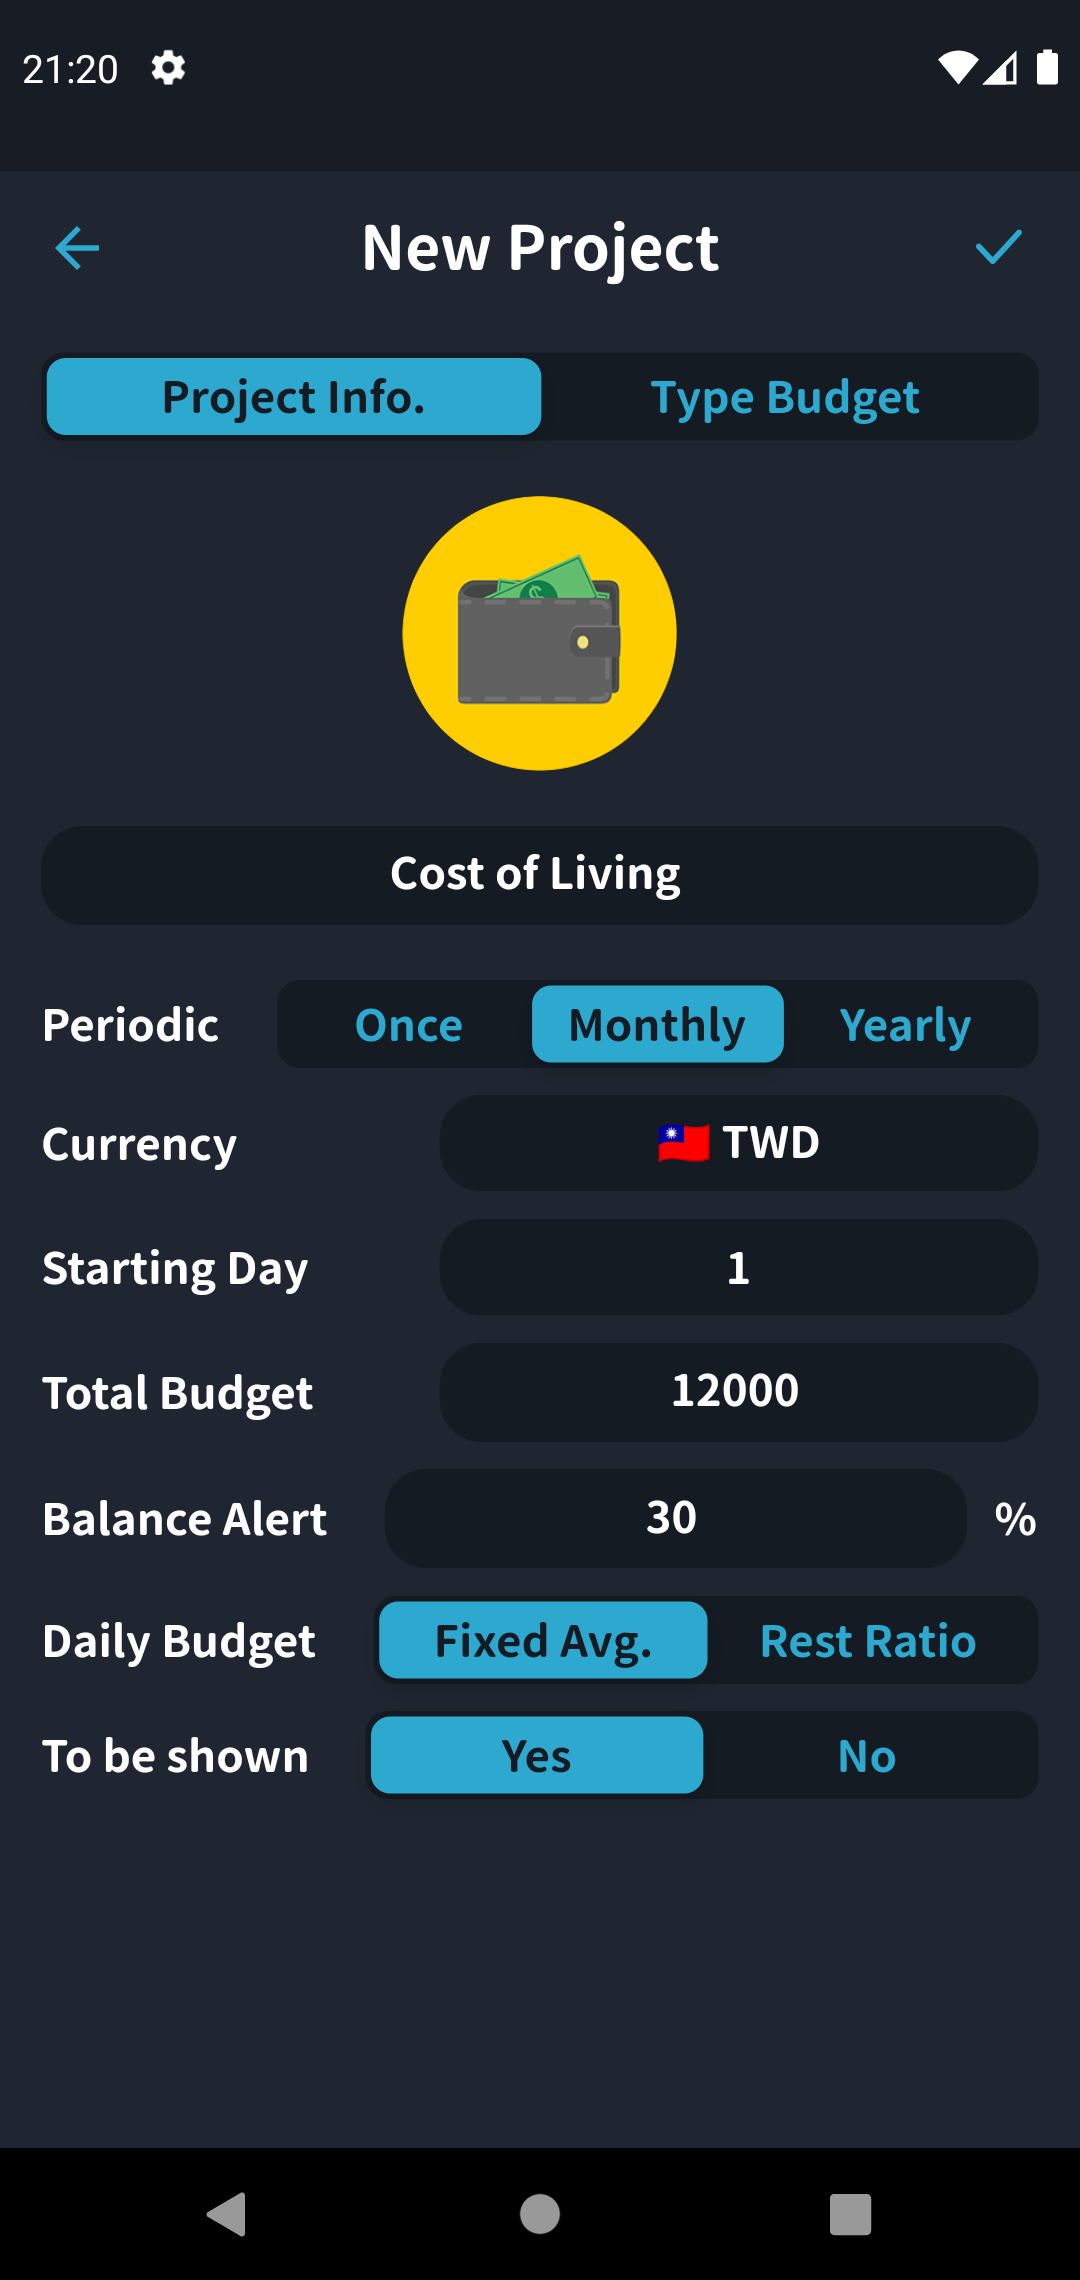 21:20
New Project
Project Info. Type Budget
Cost of Living
Periodic Once Monthly Yearly
Currency 🇹🇼 TWD
Starting Day 1
Total Budget 12000
Balance Alert 30 %
Daily Budget Fixed Avg. Rest Ratio
To be shown Yes No